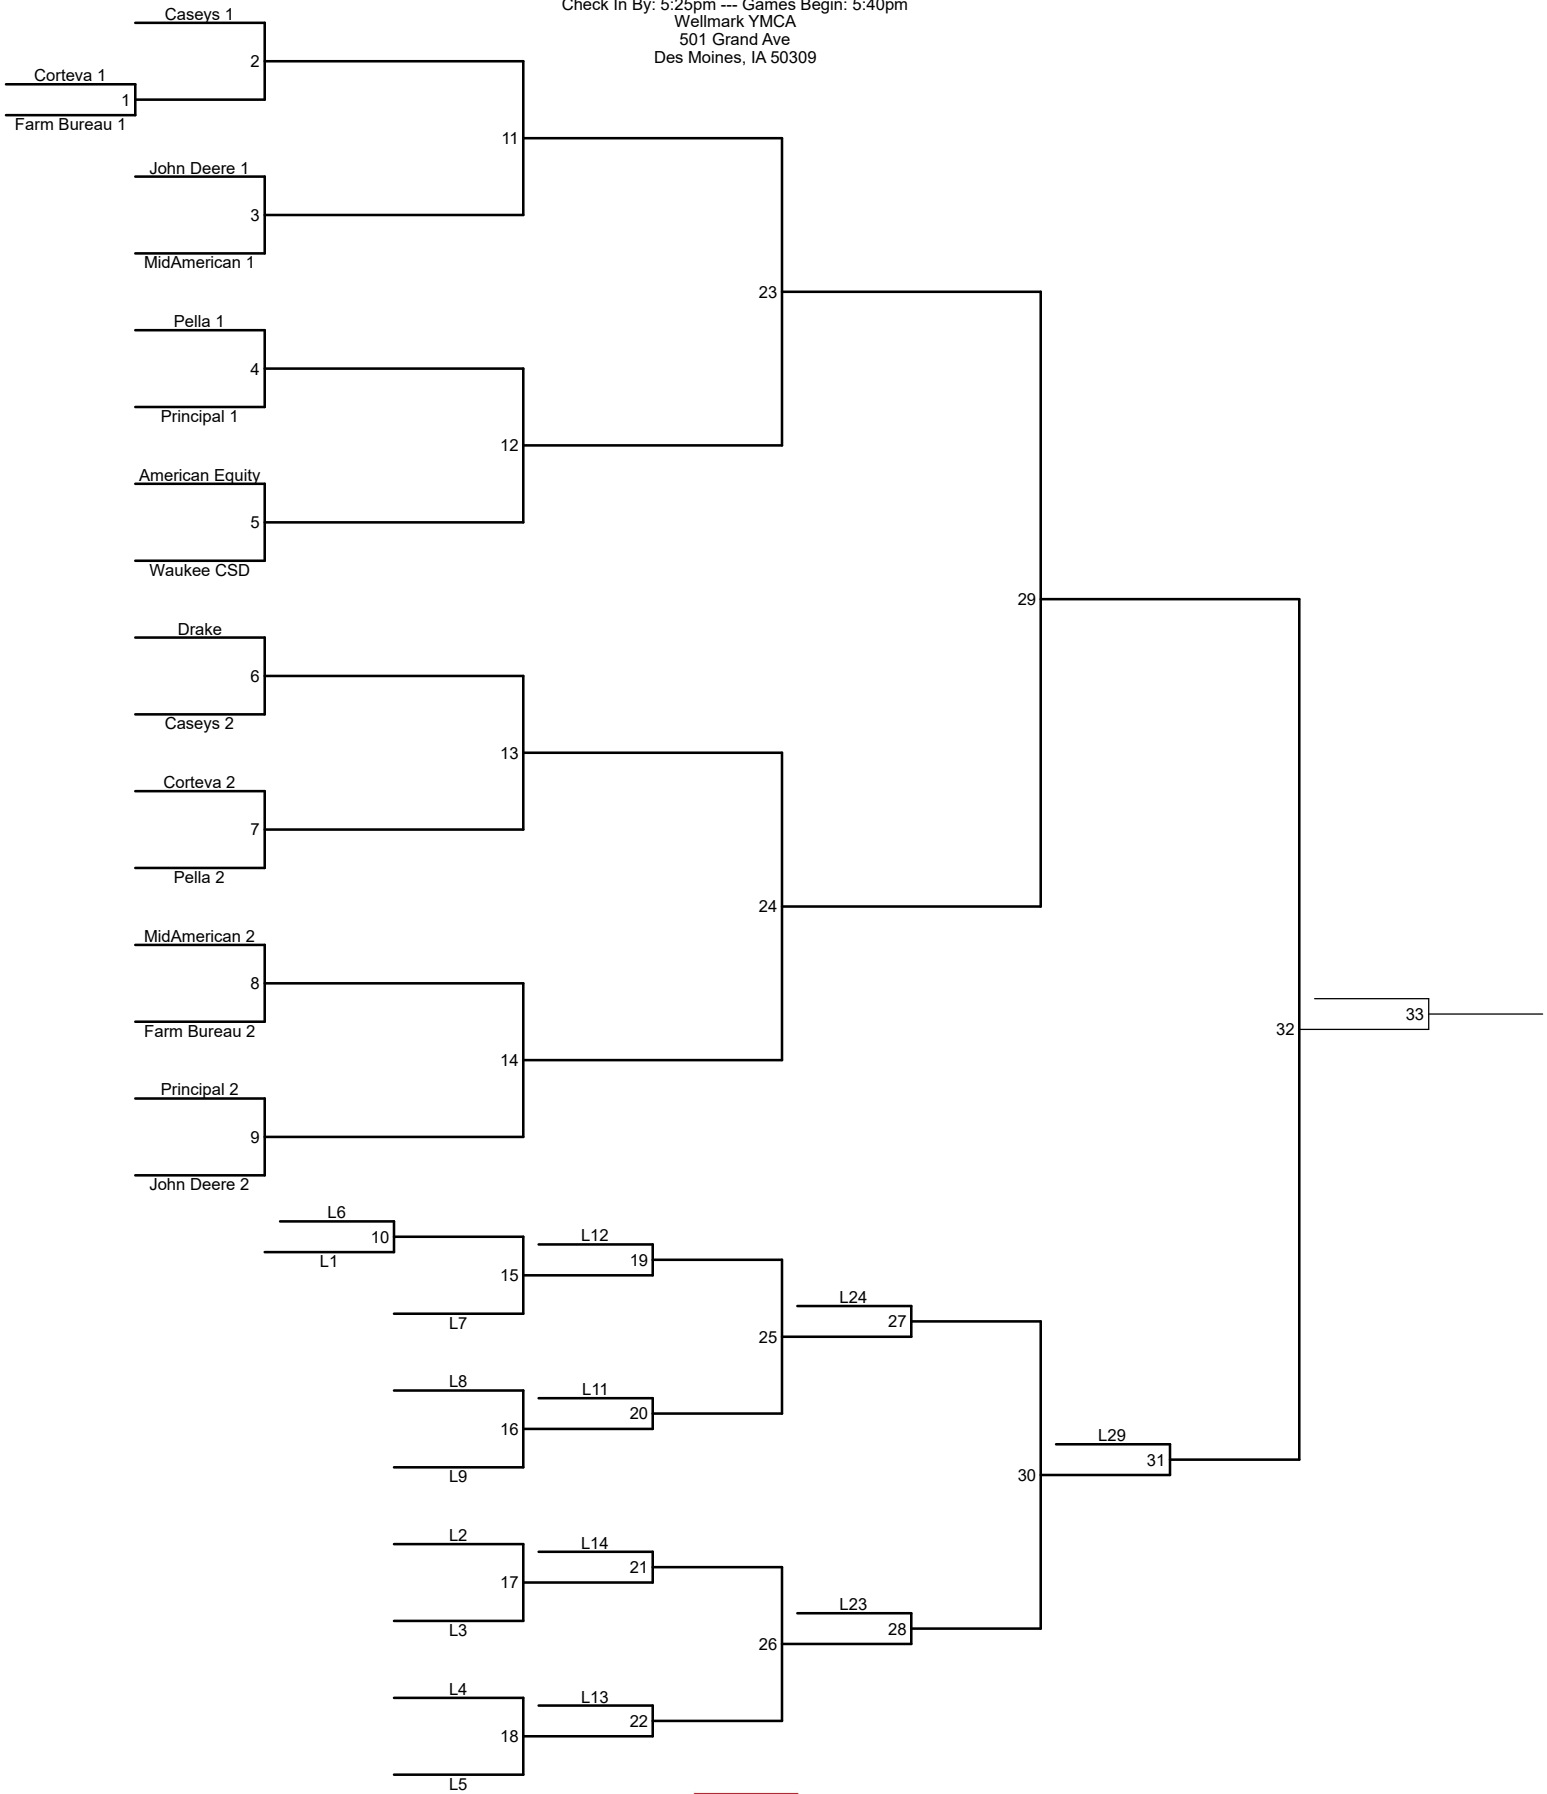 Check In By: 5:25pm --- Games Begin: 5:40pm
Wellmark YMCA
501 Grand Ave
Des Moines, IA 50309
Caseys 1
2
Corteva 1
1
Farm Bureau 1
11
John Deere 1
3
MidAmerican 1
23
Pella 1
4
Principal 1
12
American Equity
5
Waukee CSD
29
Drake
6
Caseys 2
13
Corteva 2
7
Pella 2
24
MidAmerican 2
8
Farm Bureau 2
14
33
32
Principal 2
9
John Deere 2
L6
10
L1
L12
19
15
L7
L24
27
25
L8
L11
20
16
L9
L29
31
30
L2
L14
21
17
L3
L23
28
26
L4
L13
22
18
L5